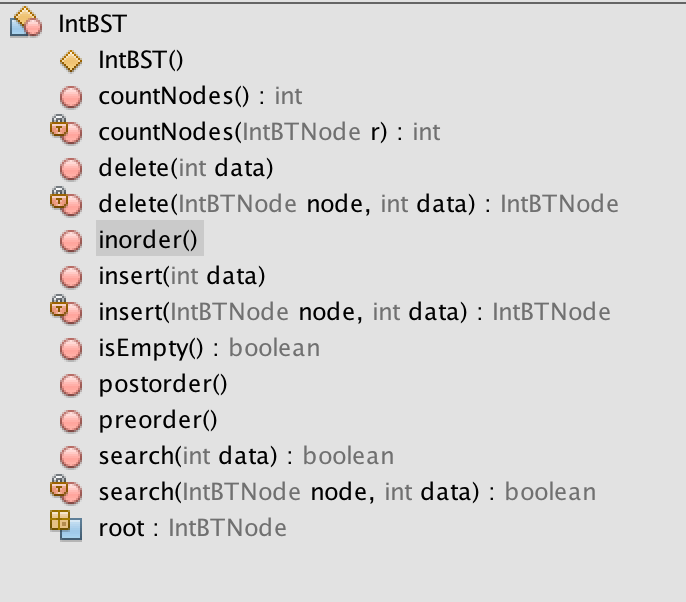 IntBST
IntBST()
countNodes() : int
countNodes(IntBTNode r) : int
delete(int data)
delete(IntBTNode node, int data) : IntBTNode
inorder()
insert(int data)
insert(IntBTNode node, int data) : IntBTNode
isEmpty() : boolean
postorder()
preorder()
search(int data) : boolean
search(IntBTNode node, int data) : boolean
root : IntBTNode